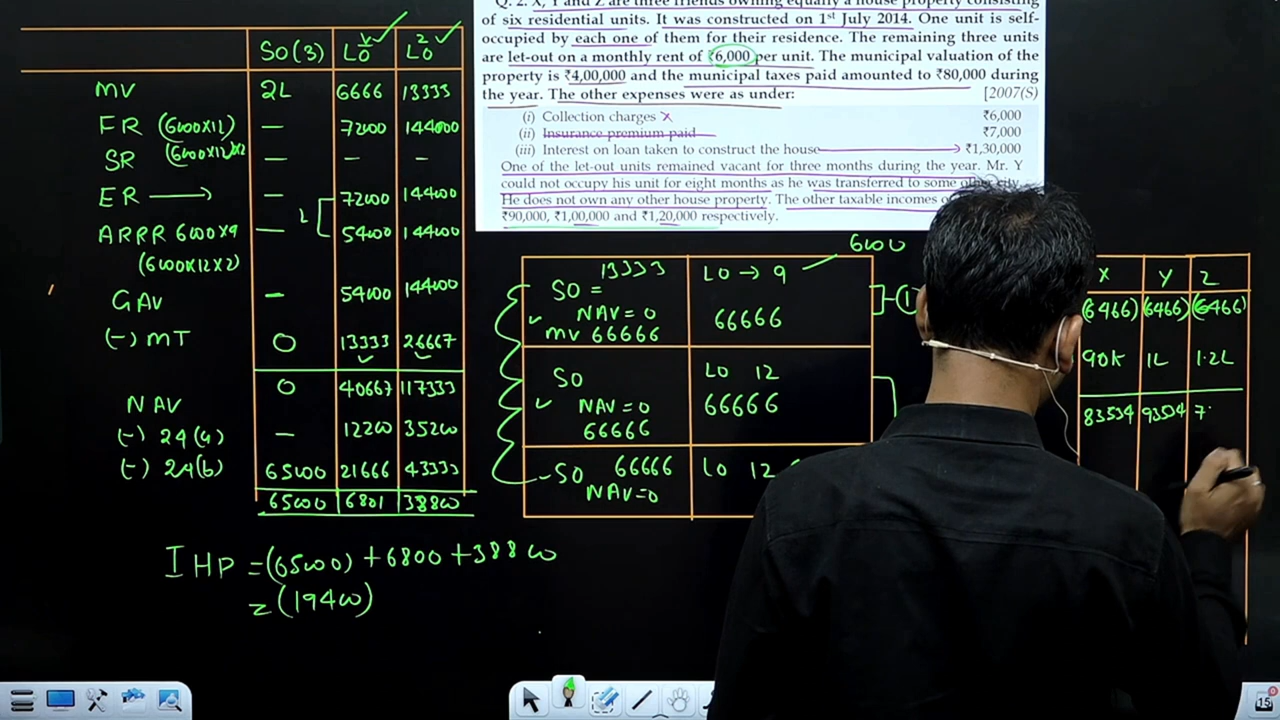 Q. 2. X, Y and Z are three friends owning equally a house property consisting
of six residential units. It was constructed on 1st July 2014. One unit is self-
occupied by each one of them for their residence. The remaining three units
are let-out on a monthly rent of ₹6,000 per unit. The municipal valuation of the
property is ₹4,00,000 and the municipal taxes paid amounted to ₹80,000 during
the year. The other expenses were as under: [2007(S)
(i) Collection charges x ₹6,000
(ii) Insurance premium paid ₹7,000
(iii) Interest on loan taken to construct the house ₹1,30,000
One of the let-out units remained vacant for three months during the year. Mr. Y
could not occupy his unit for eight months as he was transferred to some other city.
He does not own any other house property. The other taxable incomes
₹90,000, ₹1,00,000 and ₹1,20,000 respectively.
SO(3) LO V LO 2
MV 2L 6666 13333
FR (6000x12) — 72000 144000
SR (6000x12)x2 — — —
ER → — 72000 144000
ARRR 6000x9 — 54000 144000
(6000x12x2)
GAV — 54000 144000
(-) MT 0 13333 26667
NAV 0 40667 117333
(-) 24(a) — 12200 35200
(-) 24(b) 65000 21666 43333
65000 6801 38800
IHP = (65000) + 6800 + 38800
= (19400)
6000
SO = 13333 LO → 9
NAV = 0 66666
MV 66666
1
SO LO 12
NAV = 0 66666
66666
SO 66666 LO 12
NAV = 0
X Y Z
(6466) (6466) (6466)
90K 1L 1.2L
83534 93534 7
15